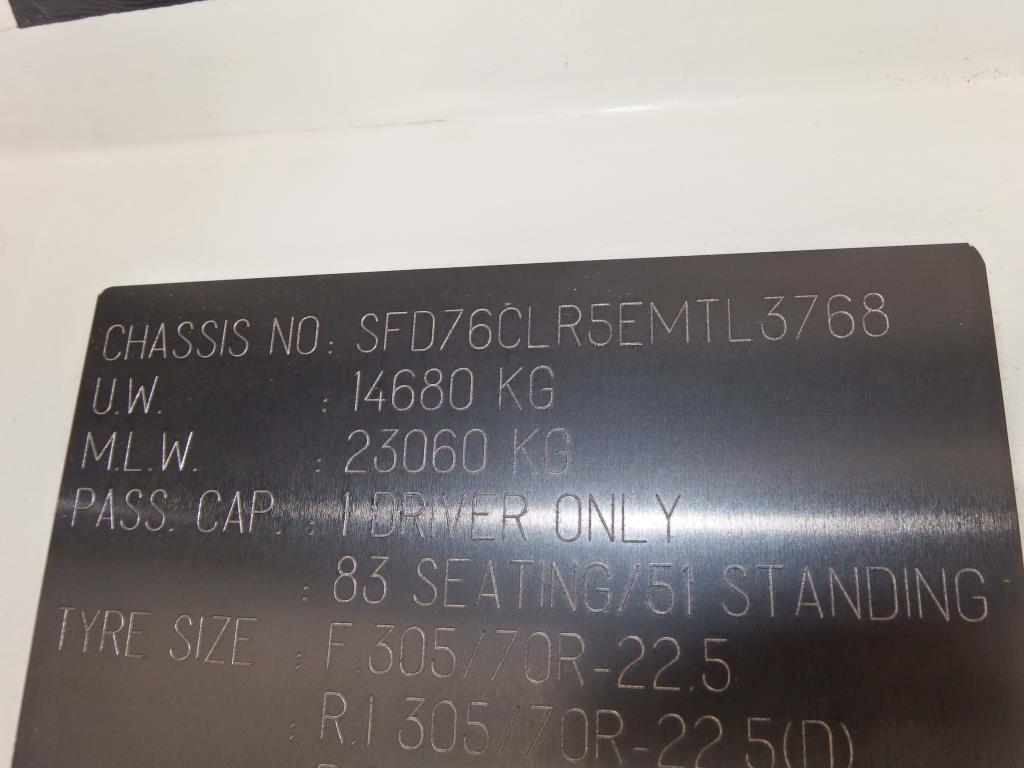 CHASSIS NO : SFD76CLR5EMTL3768
U.W. : 14680 KG
M.L.W. : 23060 KG
PASS. CAP. : 1 DRIVER ONLY
: 83 SEATING/51 STANDING
TYRE SIZE : F.305/70R-22.5
: R.1 305/70R-22.5(D)